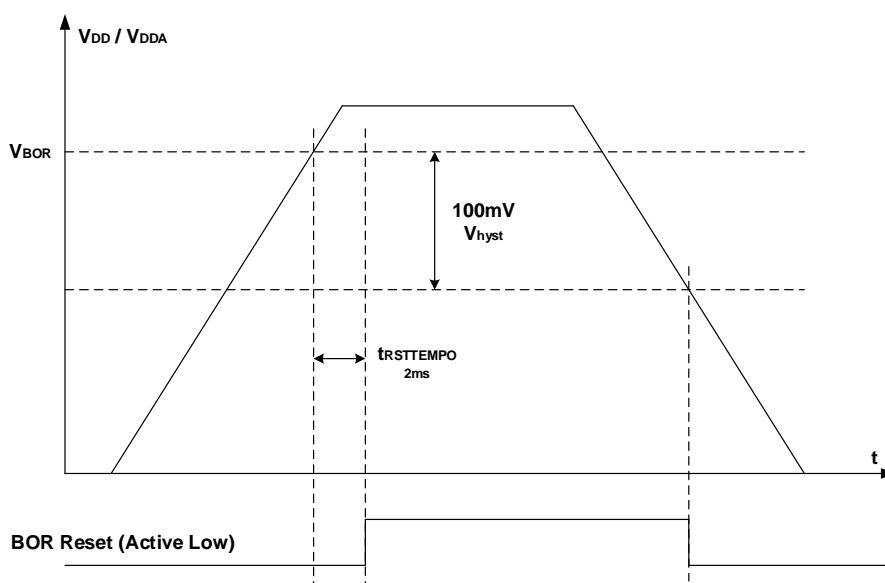 VDD / VDDA
VBOR
100mV
Vhyst
tRSTTEMPO
2ms
t
BOR Reset (Active Low)